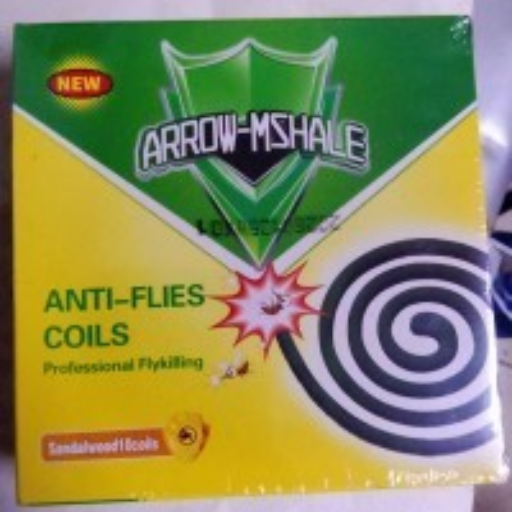 NEW
ARROW-MSHALE
ANTI-FLIES
COILS
Professional Flykilling
Sandalwood10coils